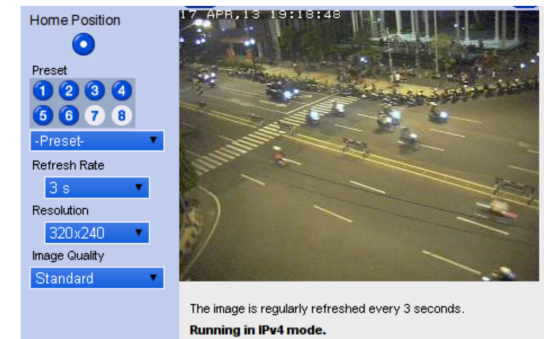 Home Position
Preset
1 2 3 4
5 6 7 8
-Preset-
Refresh Rate
3 s
Resolution
320x240
Image Quality
Standard
17 APR,13 19:18:48
The image is regularly refreshed every 3 seconds.
Running in IPv4 mode.